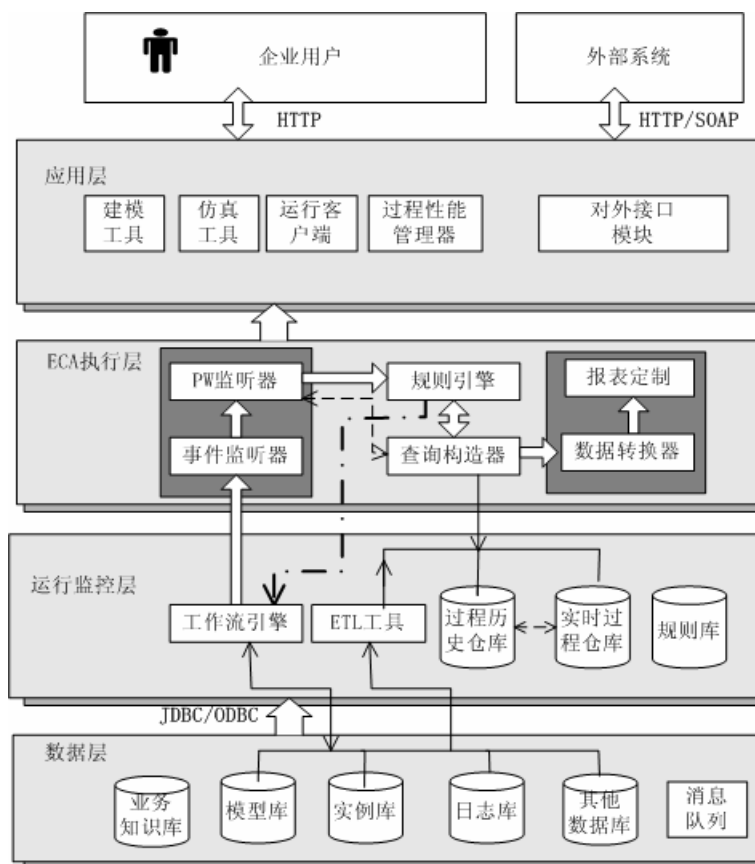 企业用户
外部系统
HTTP
HTTP/SOAP
应用层
建模
工具
仿真
工具
运行客
户端
过程性能
管理器
对外接口
模块
ECA执行层
PW监听器
规则引擎
报表定制
事件监听器
查询构造器
数据转换器
运行监控层
工作流引擎
ETL工具
过程历
史仓库
实时过
程仓库
规则库
JDBC/ODBC
数据层
业务
知识库
模型库
实例库
日志库
其他
数据库
消息
队列